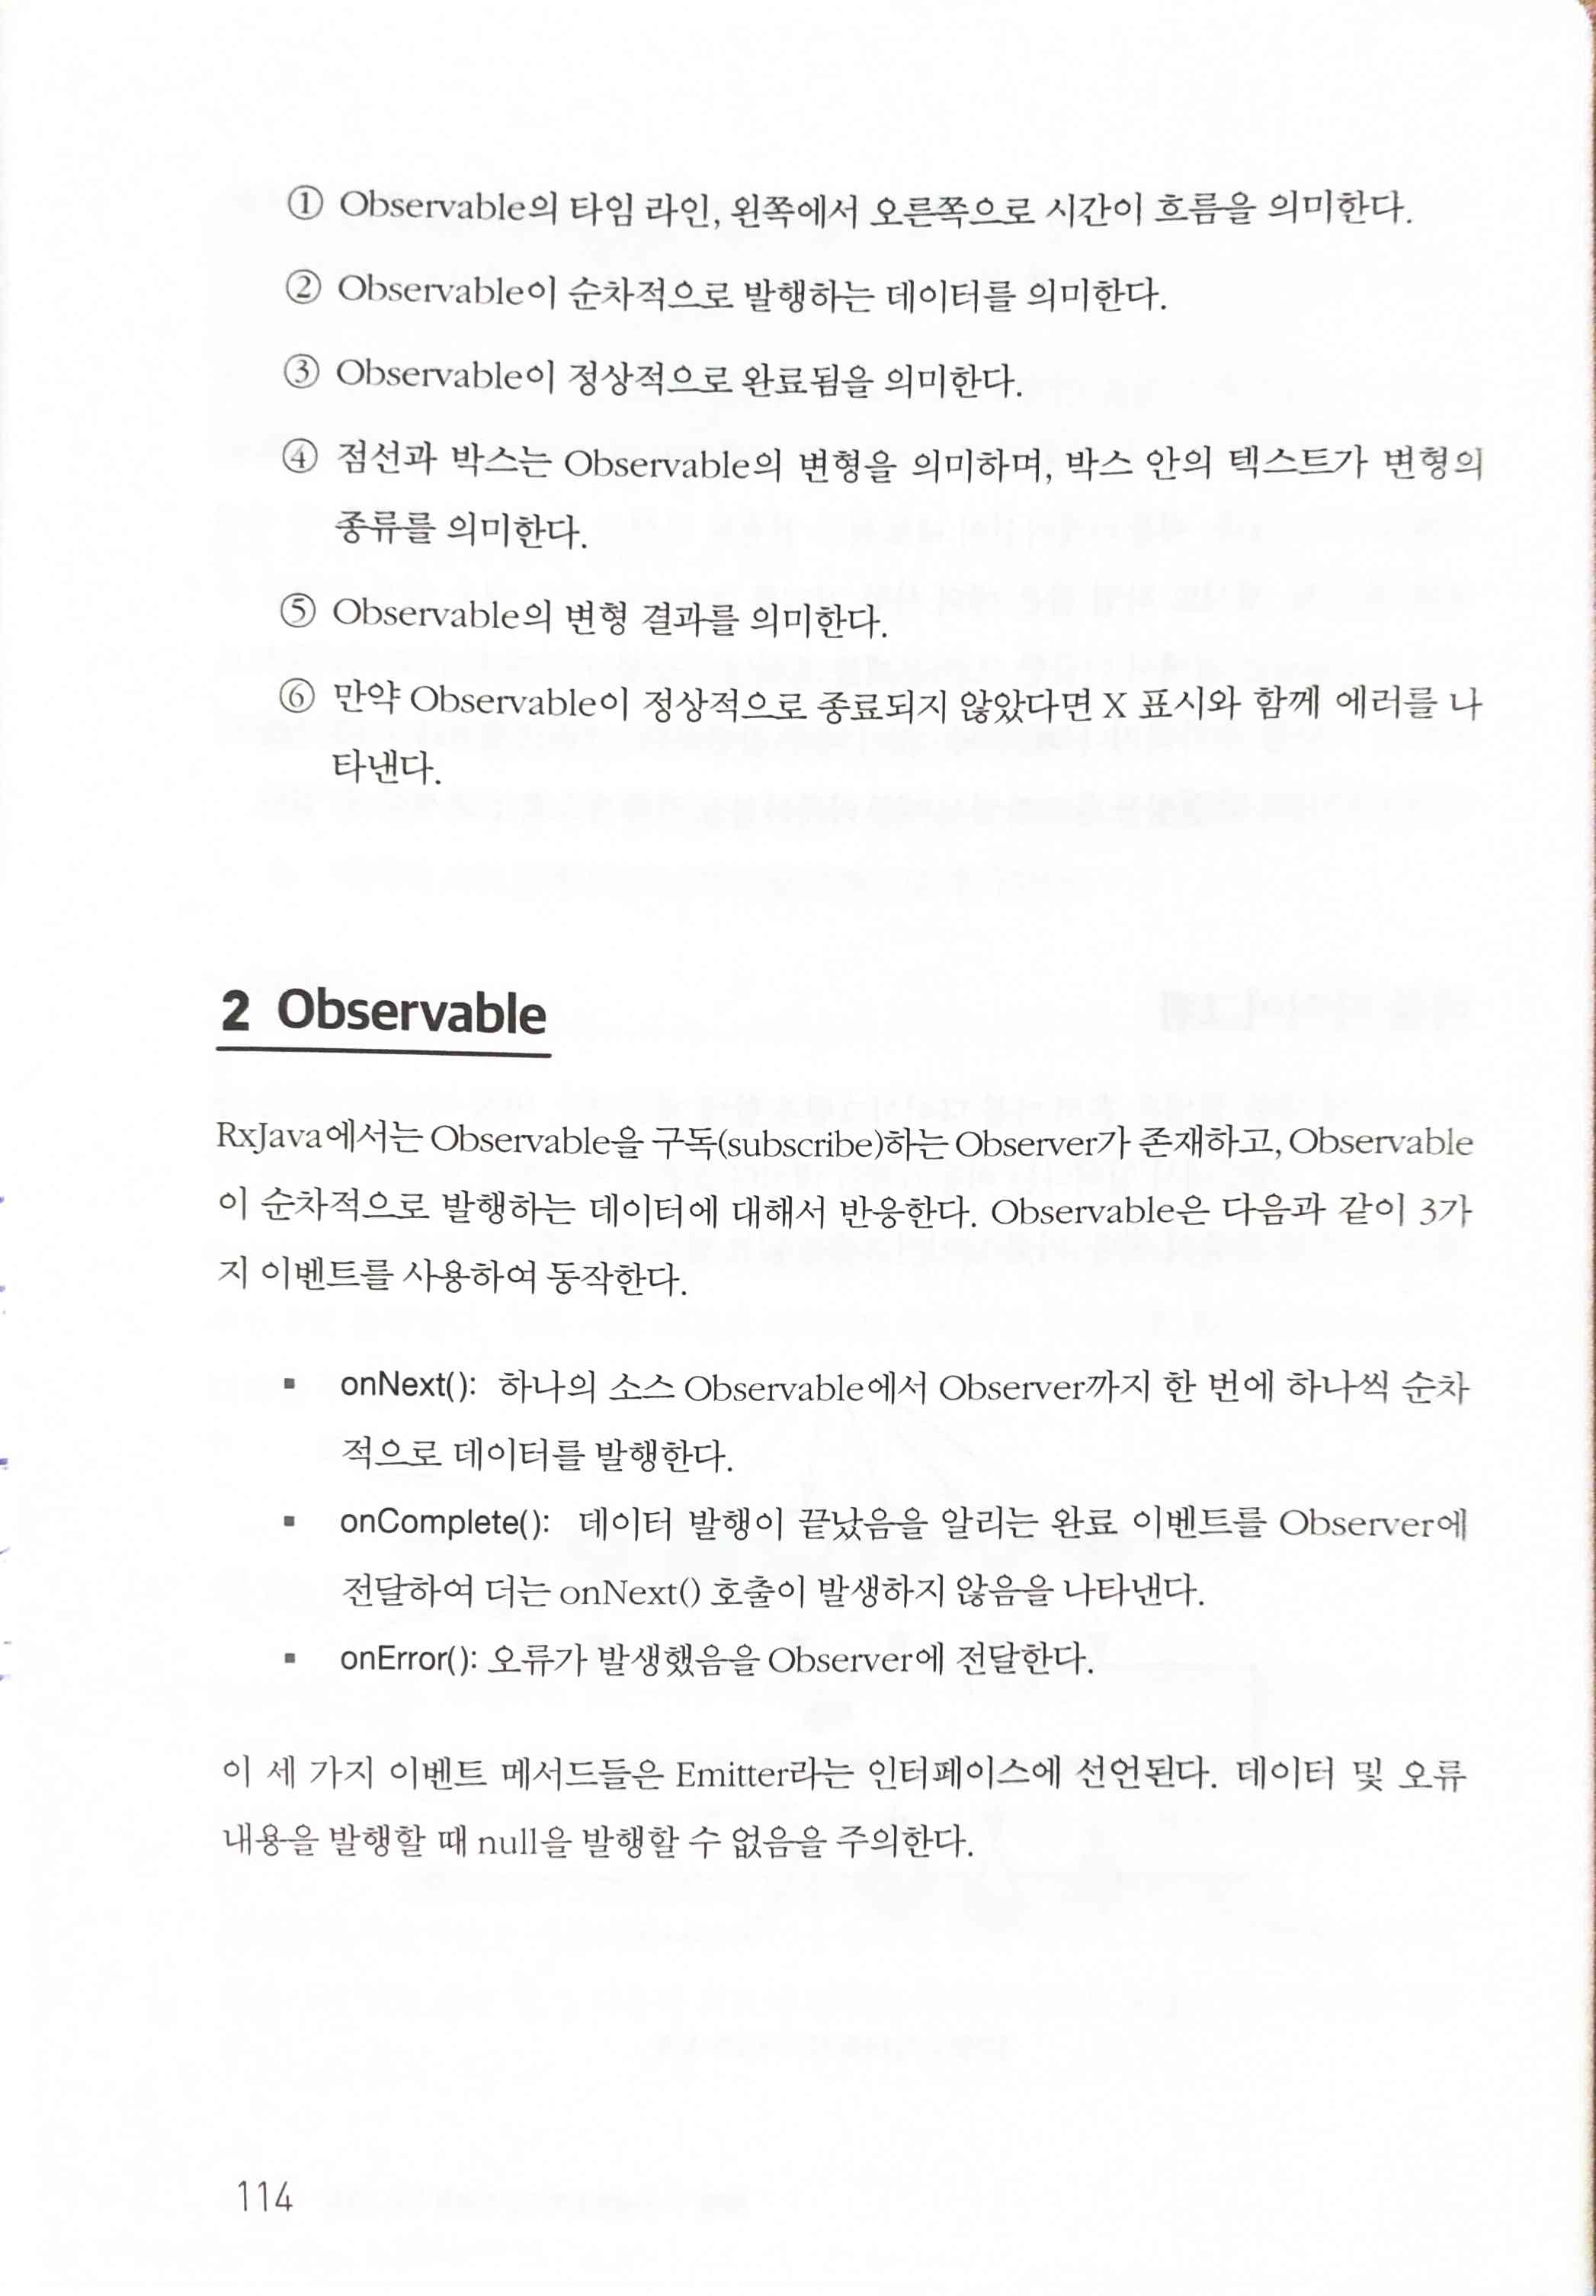 ① Observable의 타임 라인, 왼쪽에서 오른쪽으로 시간이 흐름을 의미한다.
② Observable이 순차적으로 발행하는 데이터를 의미한다.
③ Observable이 정상적으로 완료됨을 의미한다.
④ 점선과 박스는 Observable의 변형을 의미하며, 박스 안의 텍스트가 변형의
종류를 의미한다.
⑤ Observable의 변형 결과를 의미한다.
⑥ 만약 Observable이 정상적으로 종료되지 않았다면 X 표시와 함께 에러를 나
타낸다.
2 Observable
RxJava에서는 Observable을 구독(subscribe)하는 Observer가 존재하고, Observable
이 순차적으로 발행하는 데이터에 대해서 반응한다. Observable은 다음과 같이 3가
지 이벤트를 사용하여 동작한다.
▪ onNext(): 하나의 소스 Observable에서 Observer까지 한 번에 하나씩 순차
적으로 데이터를 발행한다.
▪ onComplete(): 데이터 발행이 끝났음을 알리는 완료 이벤트를 Observer에
전달하여 더는 onNext() 호출이 발생하지 않음을 나타낸다.
▪ onError(): 오류가 발생했음을 Observer에 전달한다.
이 세 가지 이벤트 메서드들은 Emitter라는 인터페이스에 선언된다. 데이터 및 오류
내용을 발행할 때 null을 발행할 수 없음을 주의한다.
114